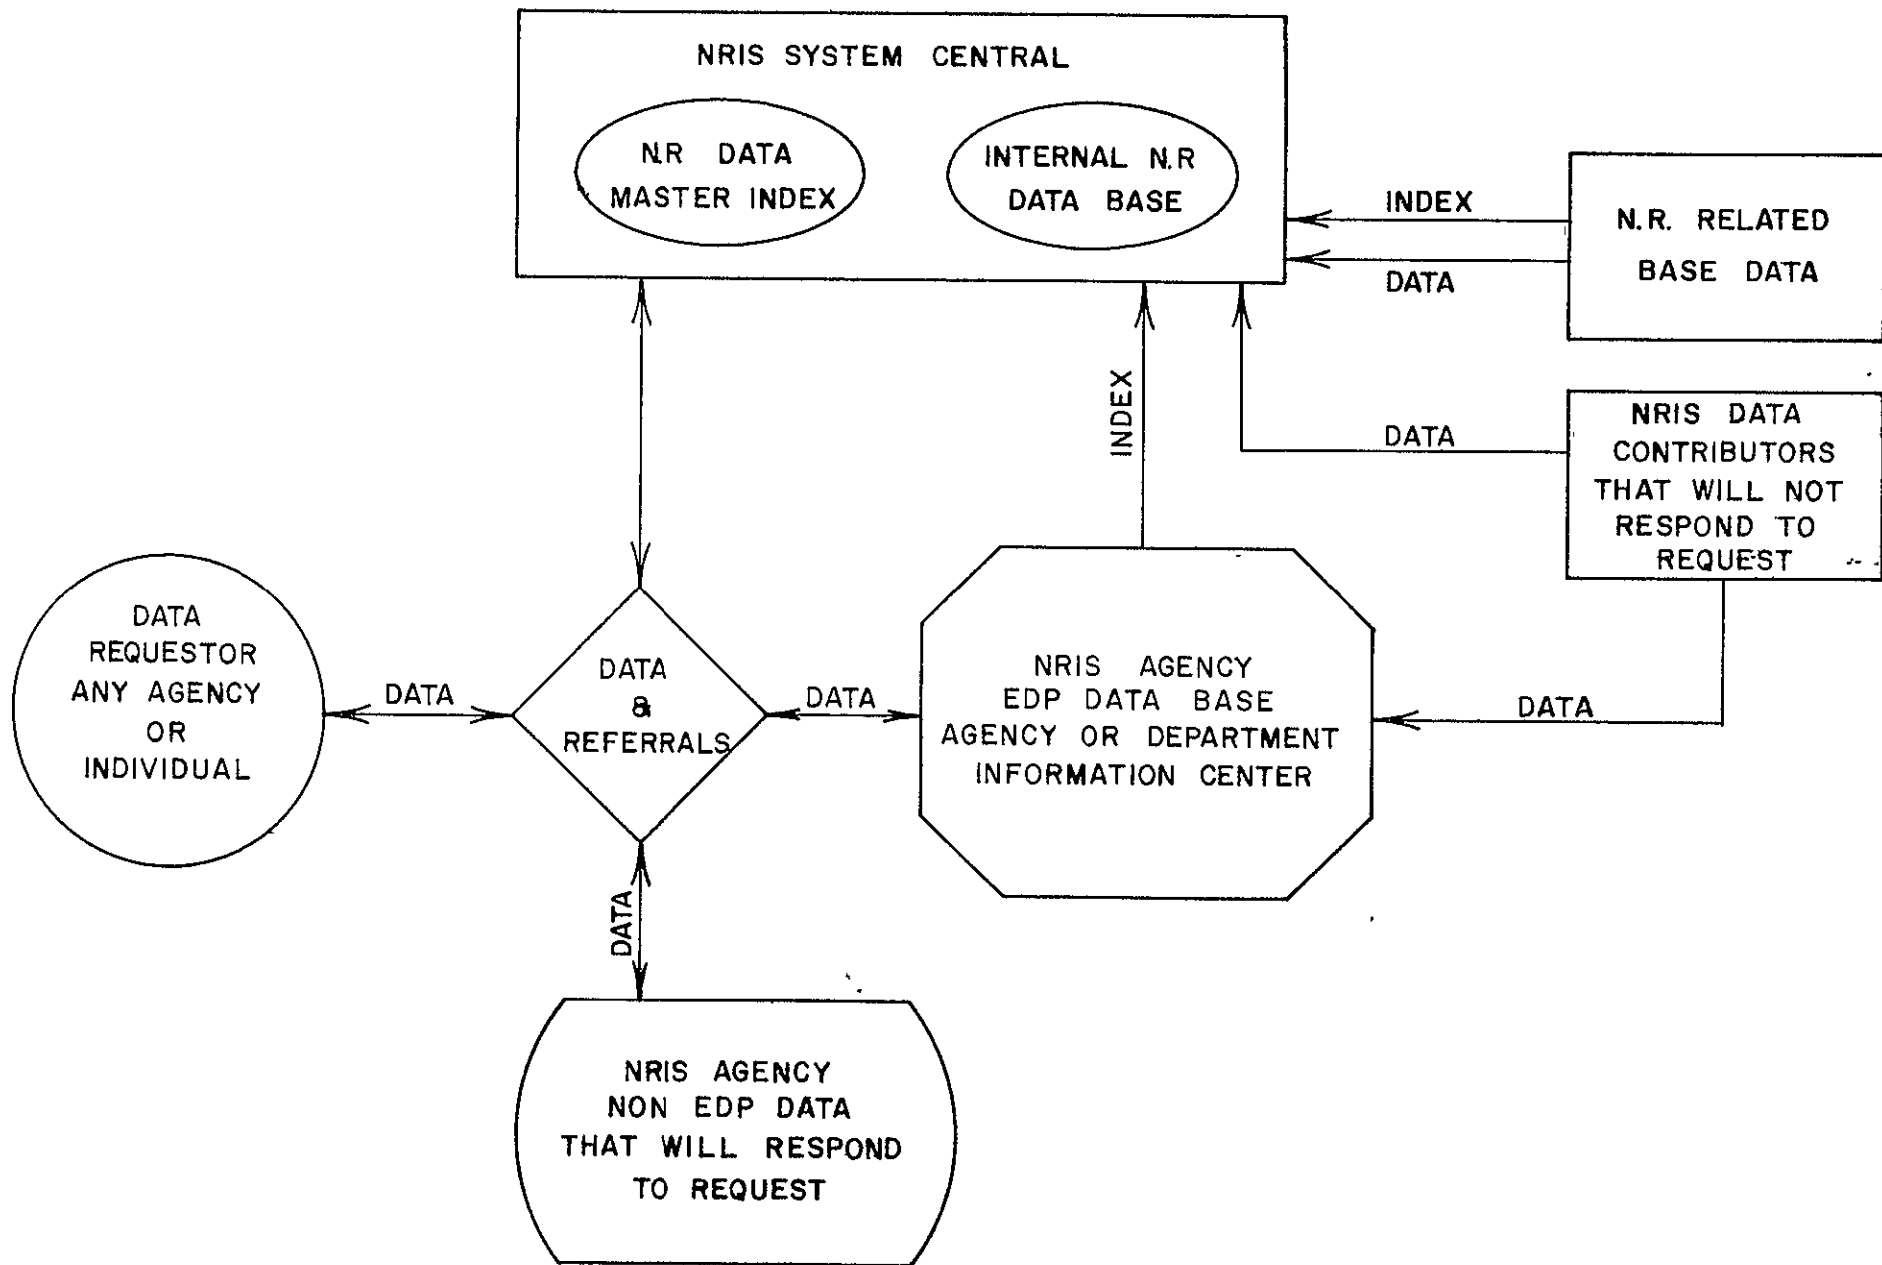 NRIS SYSTEM CENTRAL
N.R DATA
MASTER INDEX
INTERNAL N.R
DATA BASE
INDEX
DATA
N.R. RELATED
BASE DATA
INDEX
DATA
NRIS DATA
CONTRIBUTORS
THAT WILL NOT
RESPOND TO
REQUEST
DATA
REQUESTOR
ANY AGENCY
OR
INDIVIDUAL
DATA
DATA
&
REFERRALS
DATA
NRIS AGENCY
EDP DATA BASE
AGENCY OR DEPARTMENT
INFORMATION CENTER
DATA
DATA
NRIS AGENCY
NON EDP DATA
THAT WILL RESPOND
TO REQUEST